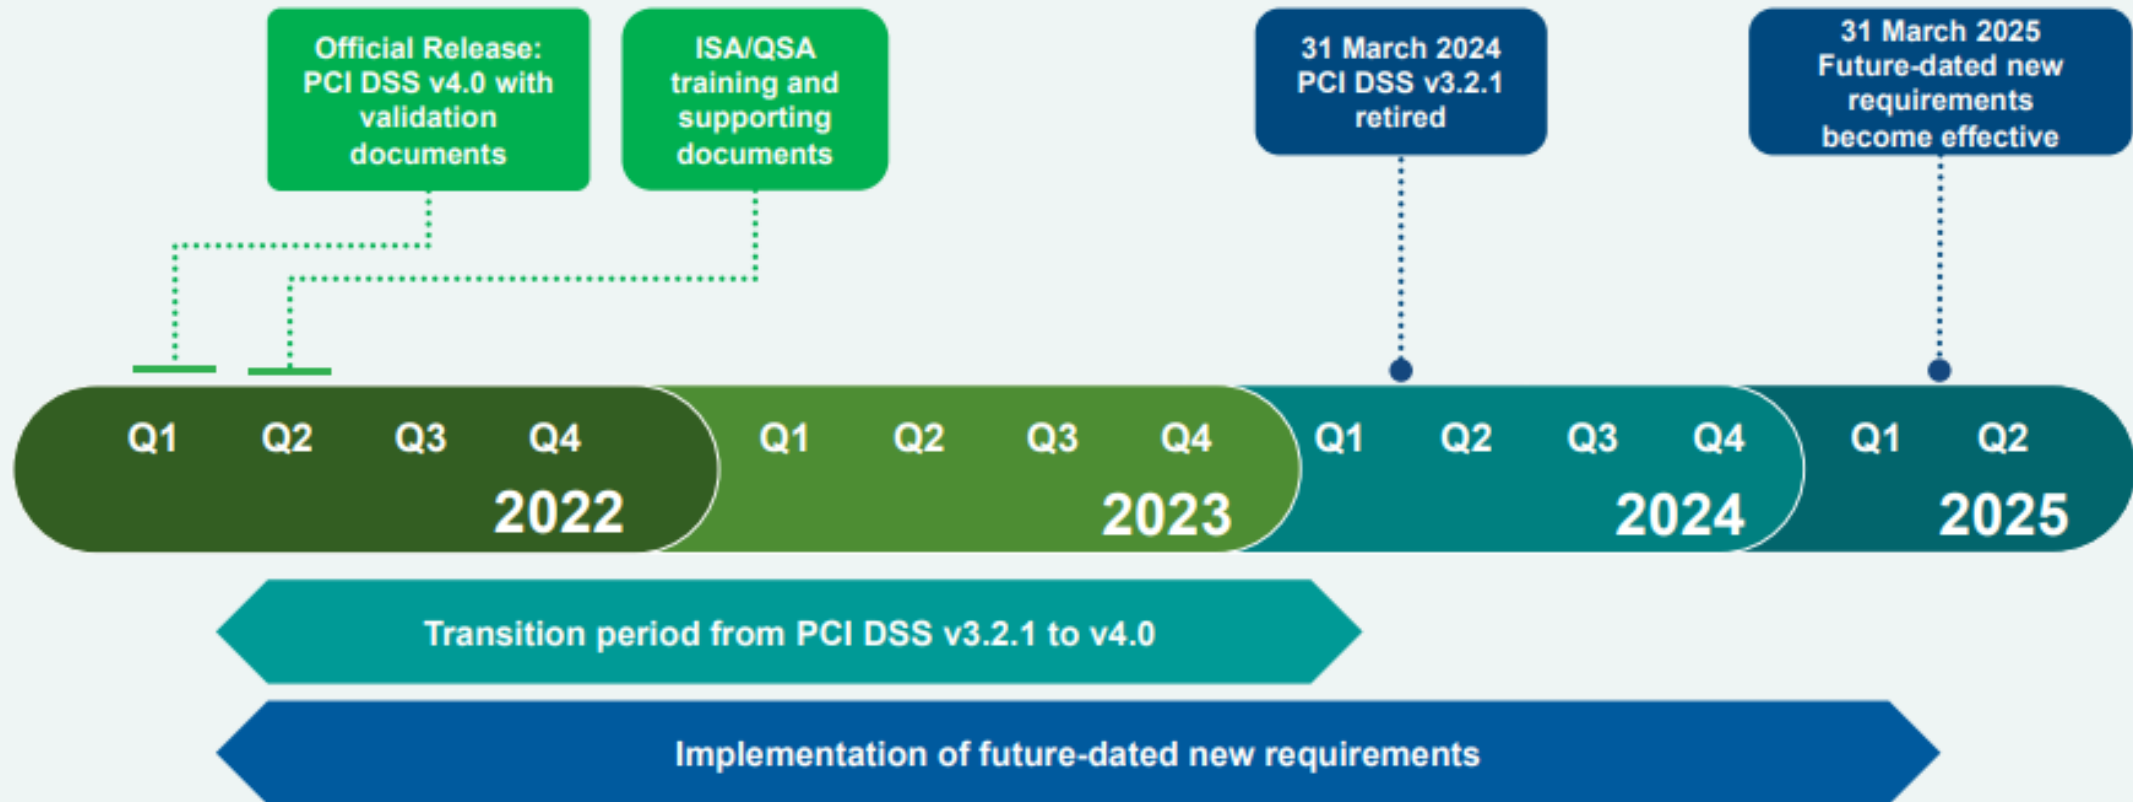 Official Release:
PCI DSS v4.0 with
validation
documents
ISA/QSA
training and
supporting
documents
31 March 2024
PCI DSS v3.2.1
retired
31 March 2025
Future-dated new
requirements
become effective
Q1 Q2 Q3 Q4
2022
Q1 Q2 Q3 Q4
2023
Q1 Q2 Q3 Q4
2024
Q1 Q2
2025
Transition period from PCI DSS v3.2.1 to v4.0
Implementation of future-dated new requirements